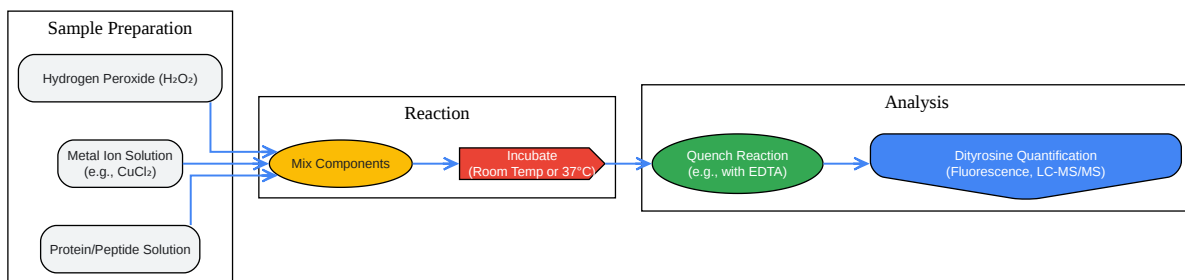 Sample Preparation
Hydrogen Peroxide (H₂O₂)
Metal Ion Solution
(e.g., CuCl₂)
Protein/Peptide Solution
Reaction
Mix Components
Incubate
(Room Temp or 37°C)
Analysis
Quench Reaction
(e.g., with EDTA)
Dityrosine Quantification
(Fluorescence, LC-MS/MS)